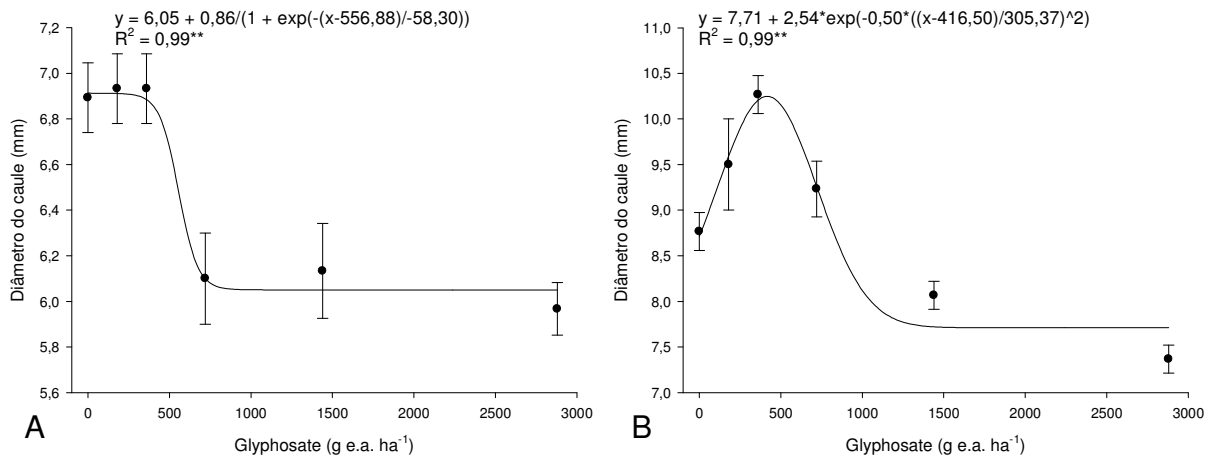 y = 6,05 + 0,86/(1 + exp(-(x-556,88)/-58,30))
R² = 0,99**
7,2
7,0
6,8
6,6
6,4
6,2
6,0
5,8
5,6
Diâmetro do caule (mm)
0 500 1000 1500 2000 2500 3000
Glyphosate (g e.a. ha⁻¹)
A
y = 7,71 + 2,54*exp(-0,50*((x-416,50)/305,37)^2)
R² = 0,99**
11,0
10,5
10,0
9,5
9,0
8,5
8,0
7,5
7,0
Diâmetro do caule (mm)
0 500 1000 1500 2000 2500 3000
Glyphosate (g e.a. ha⁻¹)
B